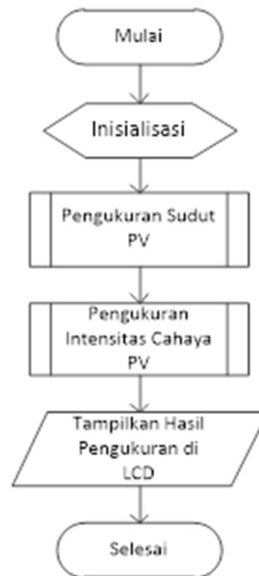 Mulai
Inisialisasi
Pengukuran Sudut
PV
Pengukuran
Intensitas Cahaya
PV
Tampilkan Hasil
Pengukuran di
LCD
Selesai